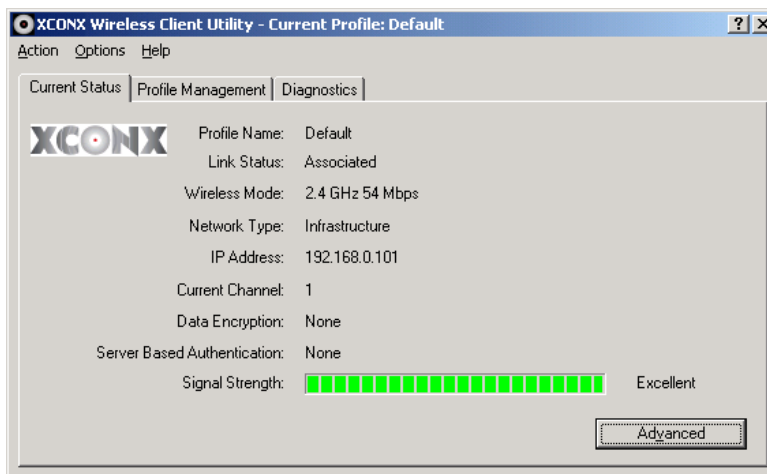 XCONX Wireless Client Utility - Current Profile: Default
Action Options Help
Current Status Profile Management Diagnostics
XCONX
Profile Name: Default
Link Status: Associated
Wireless Mode: 2.4 GHz 54 Mbps
Network Type: Infrastructure
IP Address: 192.168.0.101
Current Channel: 1
Data Encryption: None
Server Based Authentication: None
Signal Strength: Excellent
Advanced